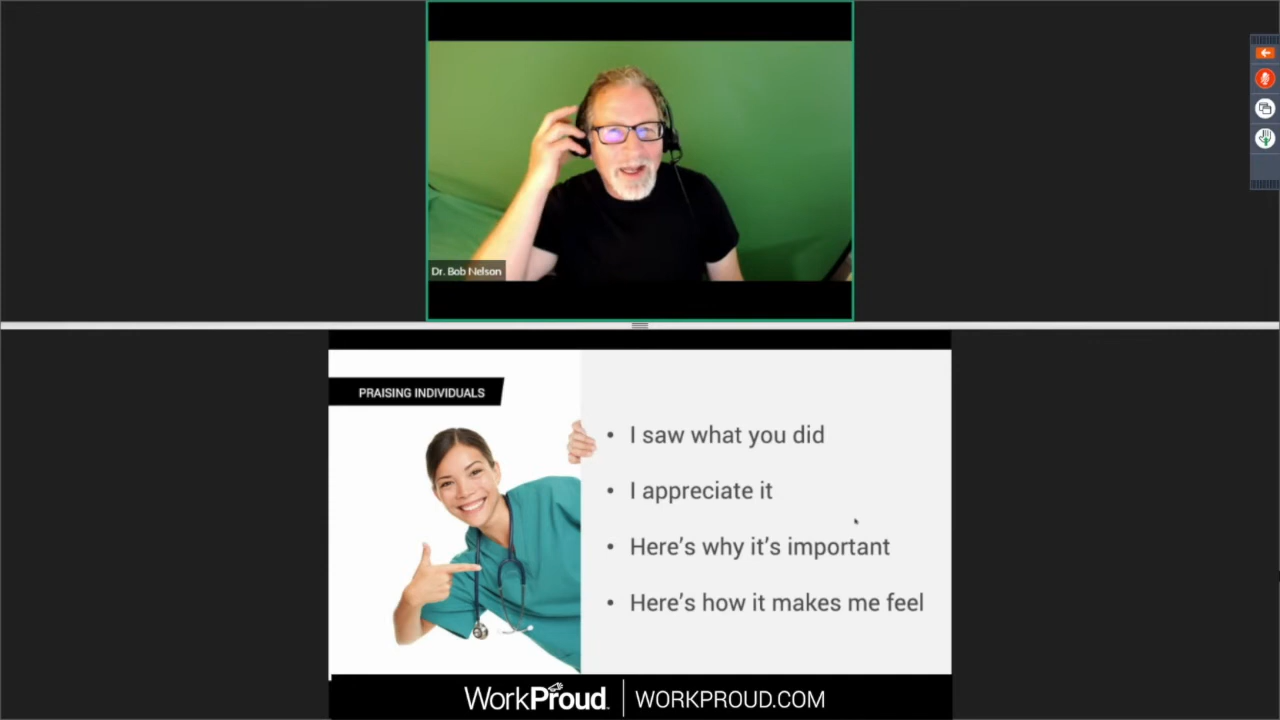 Dr. Bob Nelson
PRAISING INDIVIDUALS
• I saw what you did
• I appreciate it
• Here's why it's important
• Here's how it makes me feel
WorkProud. | WORKPROUD.COM